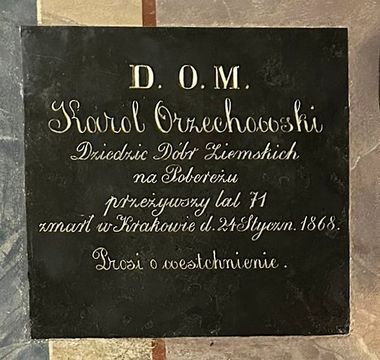 D. O. M.
Karol Orzechowski
Dziedzic Dóbr Ziemskich
na Pobereżu
przeżywszy lat 71
zmarł w Krakowie d. 24 Styczn. 1868.
Prosi o westchnienie.